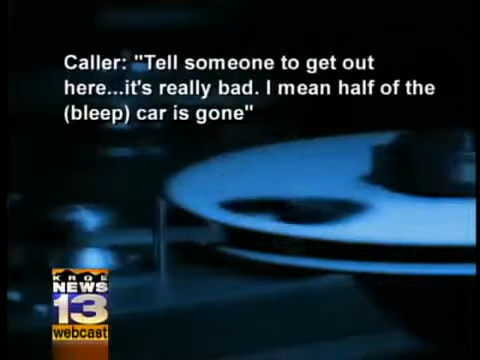 Caller: "Tell someone to get out
here...it's really bad. I mean half of the
(bleep) car is gone"
KRQE
NEWS
13
webcast